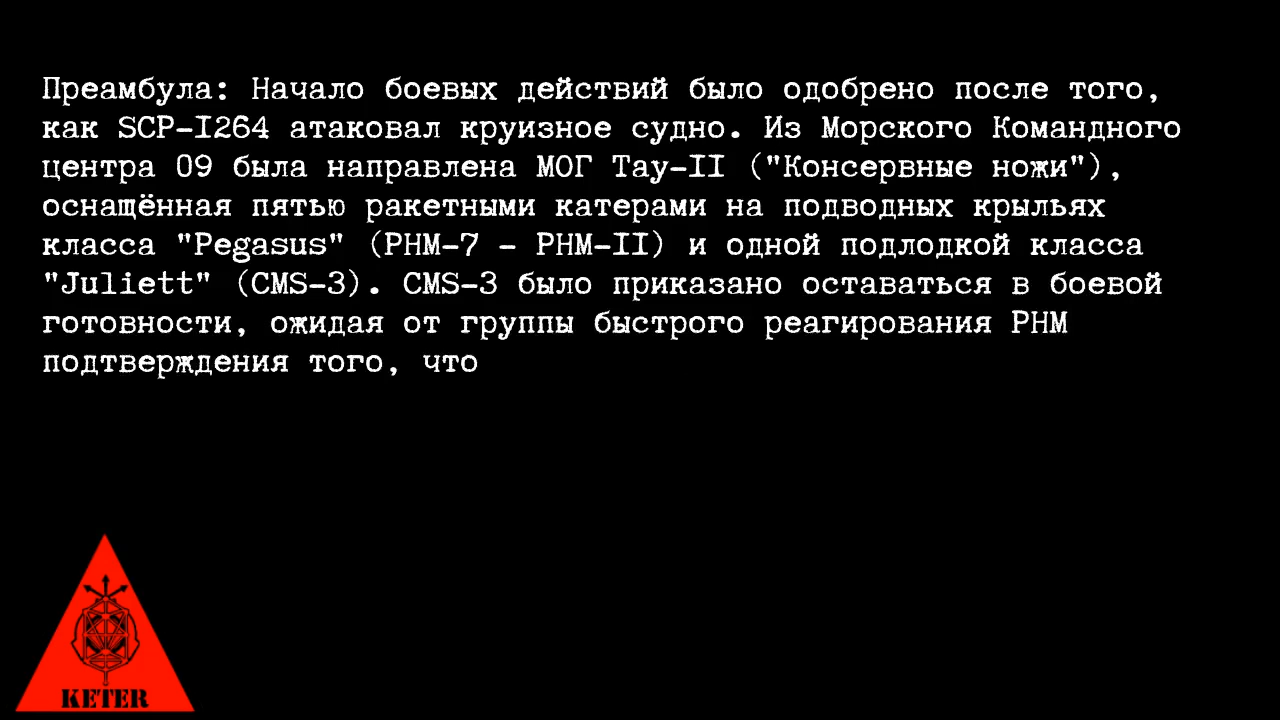 Преамбула: Начало боевых действий было одобрено после того,
как SCP-1264 атаковал круизное судно. Из Морского Командного
центра 09 была направлена МОГ Тау-11 ("Консервные ножи"),
оснащённая пятью ракетными катерами на подводных крыльях
класса "Pegasus" (PHM-7 - PHM-11) и одной подлодкой класса
"Juliett" (CMS-3). CMS-3 было приказано оставаться в боевой
готовности, ожидая от группы быстрого реагирования PHM
подтверждения того, что
KETER